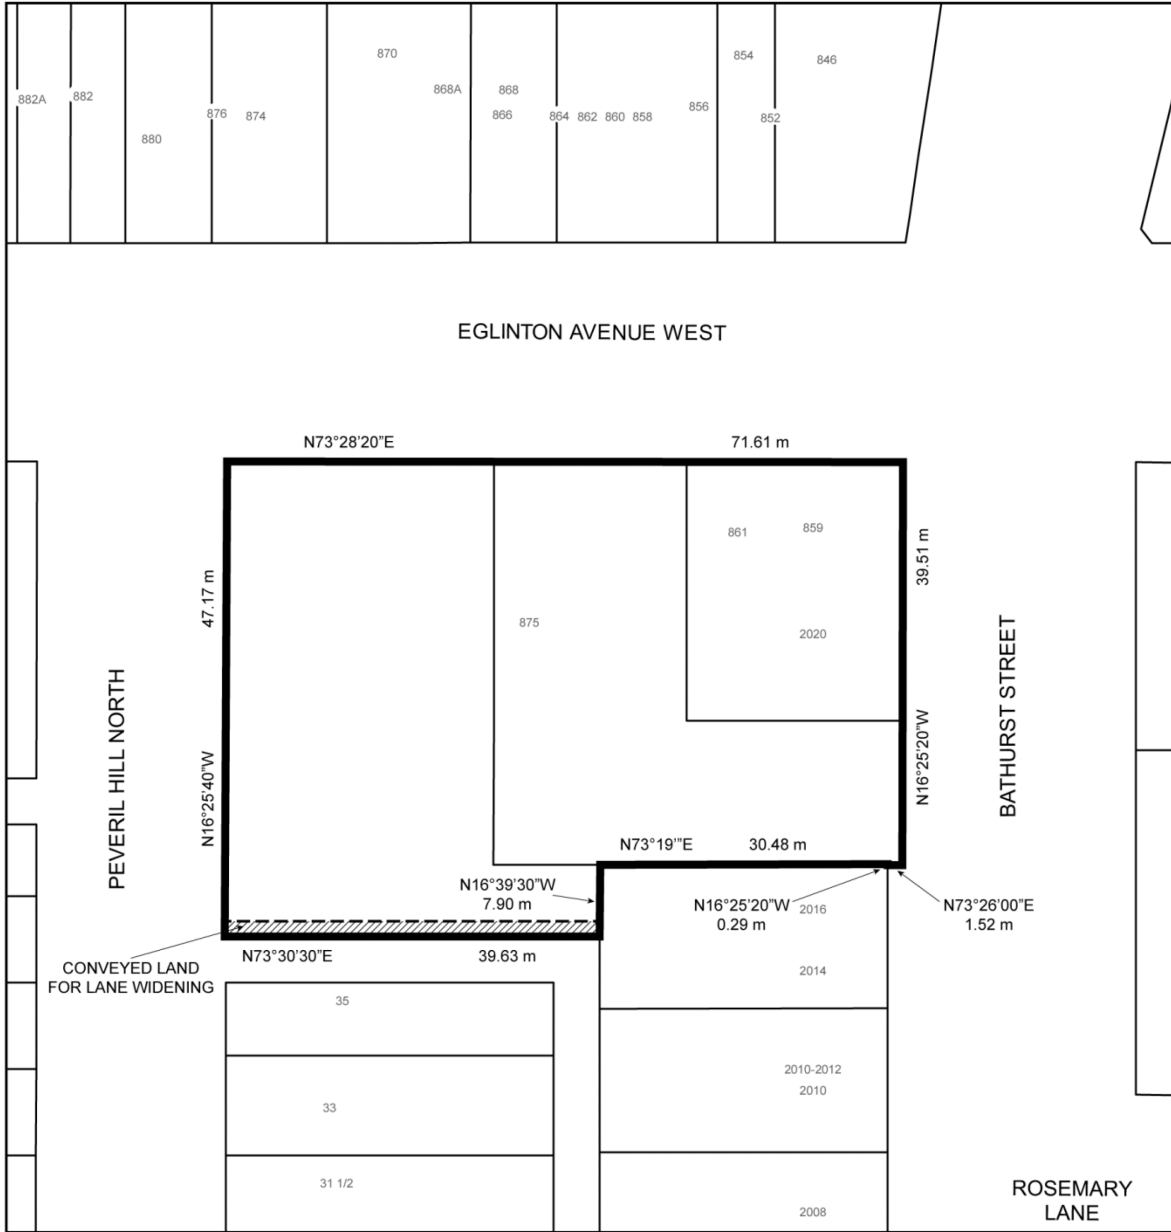 870
854
846
882A
882
868A
868
856
880
876
874
866
864
862
860
858
852
EGLINTON AVENUE WEST
N73°28'20"E
71.61 m
47.17 m
N16°25'40"W
PEVERIL HILL NORTH
861
859
875
2020
39.51 m
N16°25'20"W
BATHURST STREET
N73°19'"E
30.48 m
N16°39'30"W
7.90 m
N16°25'20"W
0.29 m
N73°26'00"E
1.52 m
2016
N73°30'30"E
39.63 m
CONVEYED LAND
FOR LANE WIDENING
2014
35
2010-2012
2010
33
31 1/2
2008
ROSEMARY
LANE